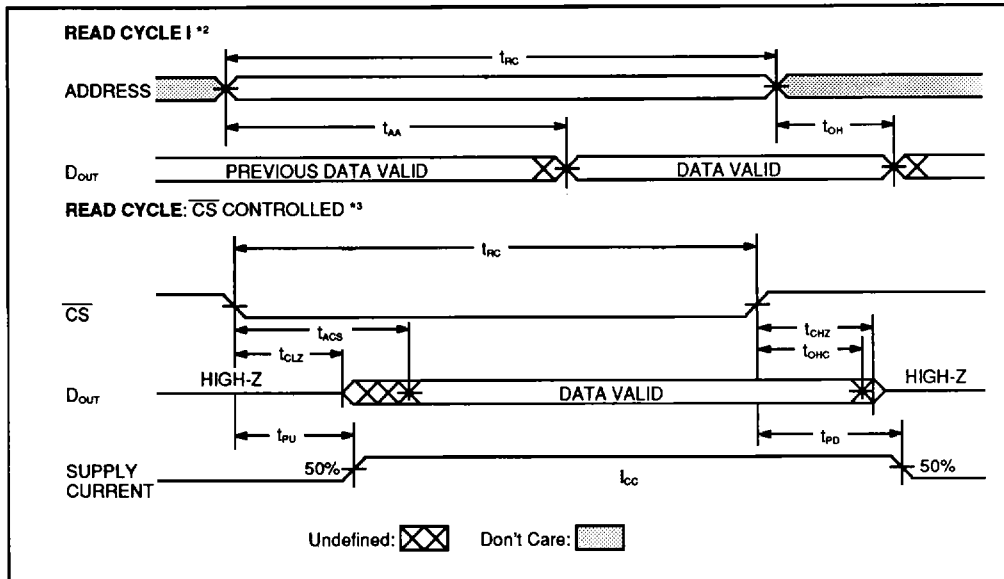 READ CYCLE I *2
tRC
ADDRESS
tAA
tOH
DOUT
PREVIOUS DATA VALID
DATA VALID
READ CYCLE: CS CONTROLLED *3
tRC
CS
tACS
tCHZ
tCLZ
tOHC
HIGH-Z
HIGH-Z
DOUT
DATA VALID
tPU
tPD
50%
50%
SUPPLY
CURRENT
ICC
Undefined:
Don't Care: